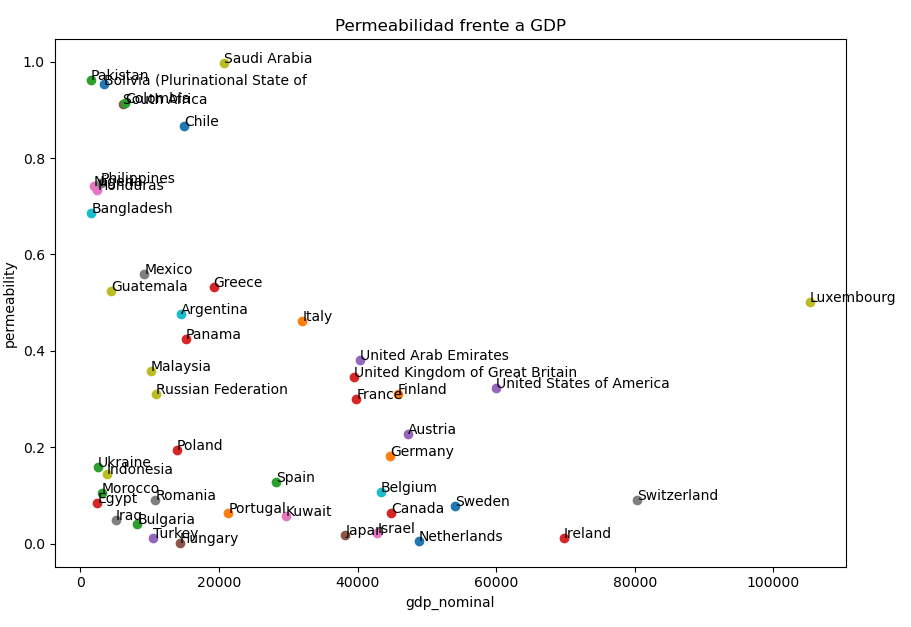 Permeabilidad frente a GDP
Saudi Arabia
Pakistan
Bolivia (Plurinational State of
Colombia
South Africa
Chile
Philippines
Nigeria
Honduras
Bangladesh
Mexico
Greece
Guatemala
Luxembourg
Argentina
Italy
Panama
United Arab Emirates
Malaysia
United Kingdom of Great Britain
United States of America
Russian Federation
Finland
France
Austria
Poland
Germany
Ukraine
Indonesia
Spain
Morocco
Belgium
Egypt
Romania
Switzerland
Sweden
Canada
Portugal
Kuwait
Iraq
Bulgaria
Japan
Israel
Turkey
Hungary
Netherlands
Ireland
1.0
0.8
0.6
0.4
0.2
0.0
permeability
0 20000 40000 60000 80000 100000
gdp_nominal